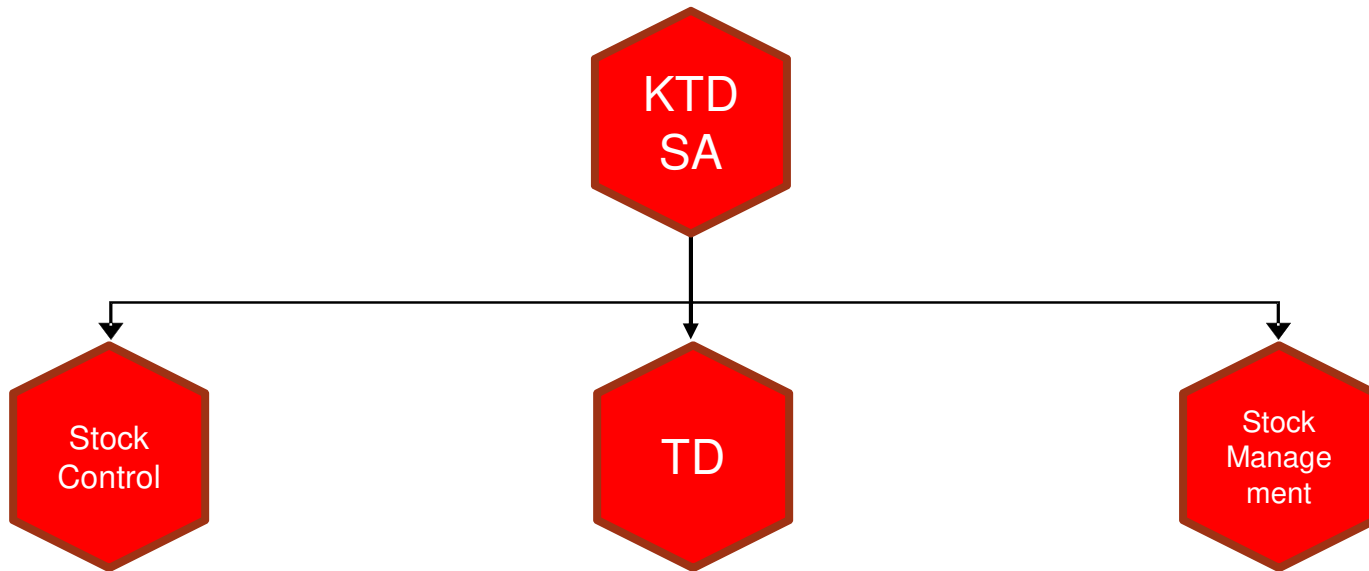 KTD
SA
Stock
Control
TD
Stock
Manage
ment